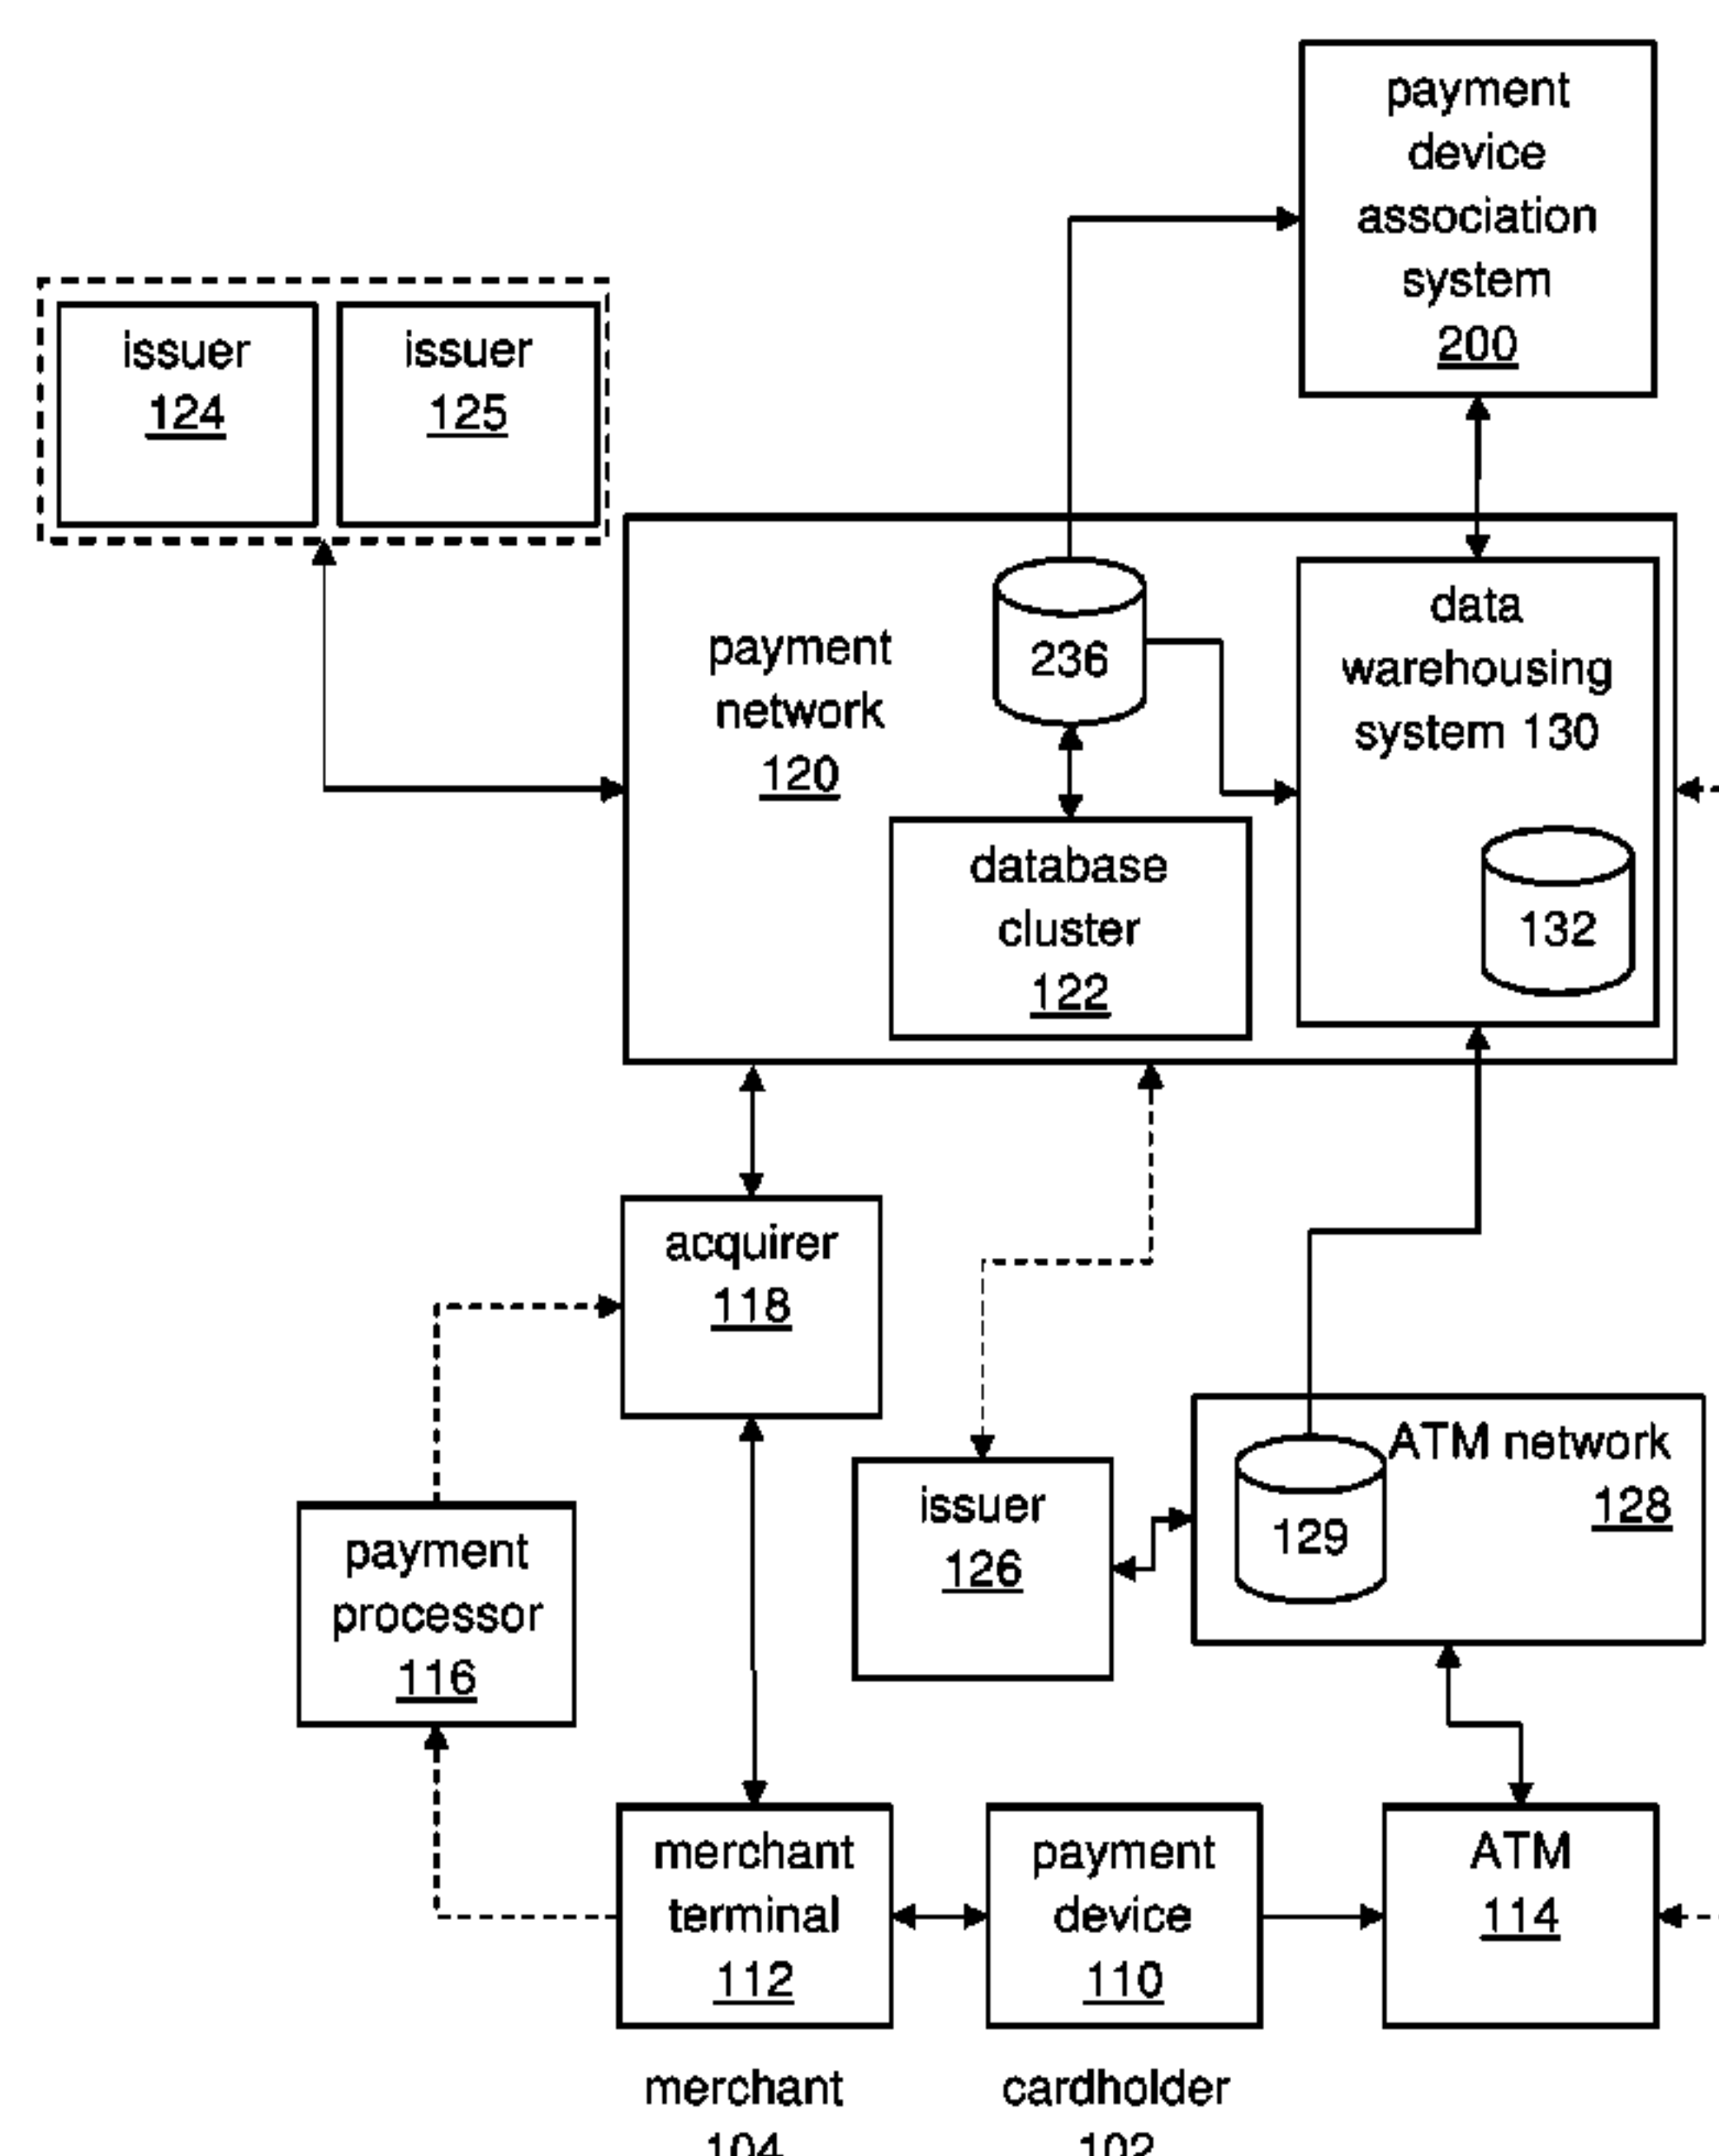 payment
device
association
system
200
issuer
124
issuer
125
payment
network
120
236
data
warehousing
system 130
database
cluster
122
132
acquirer
118
ATM network
128
129
issuer
126
payment
processor
116
merchant
terminal
112
payment
device
110
ATM
114
merchant
104
cardholder
102